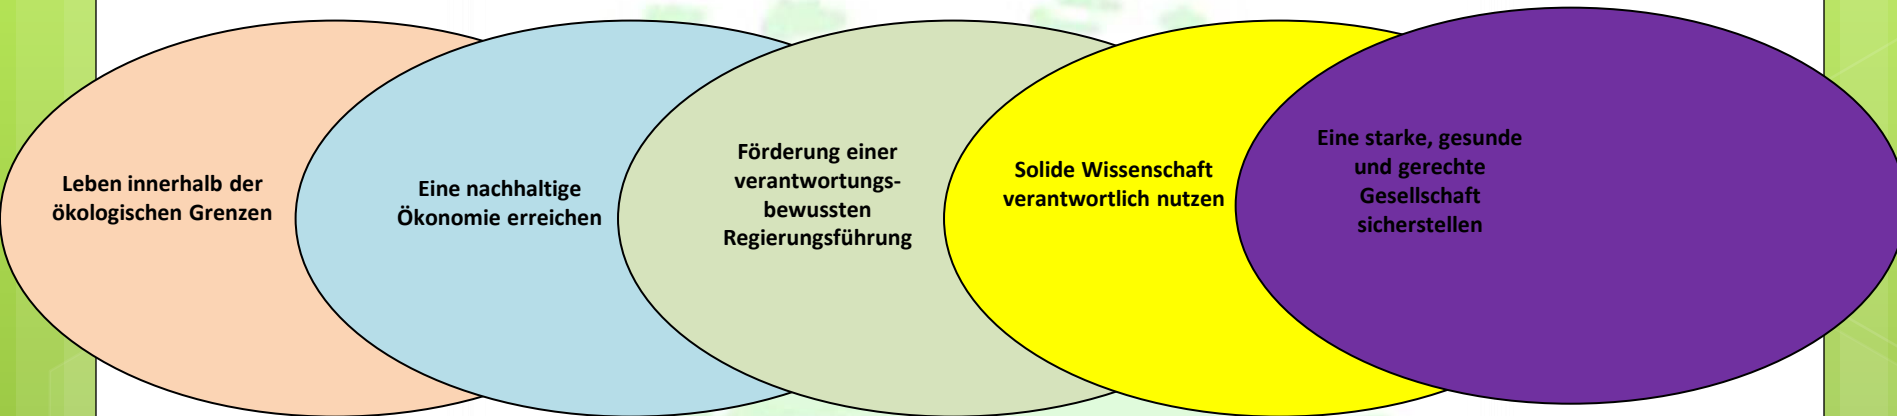 Leben innerhalb der
ökologischen Grenzen
Eine nachhaltige
Ökonomie erreichen
Förderung einer
verantwortungs-
bewussten
Regierungsführung
Solide Wissenschaft
verantwortlich nutzen
Eine starke, gesunde
und gerechte
Gesellschaft
sicherstellen